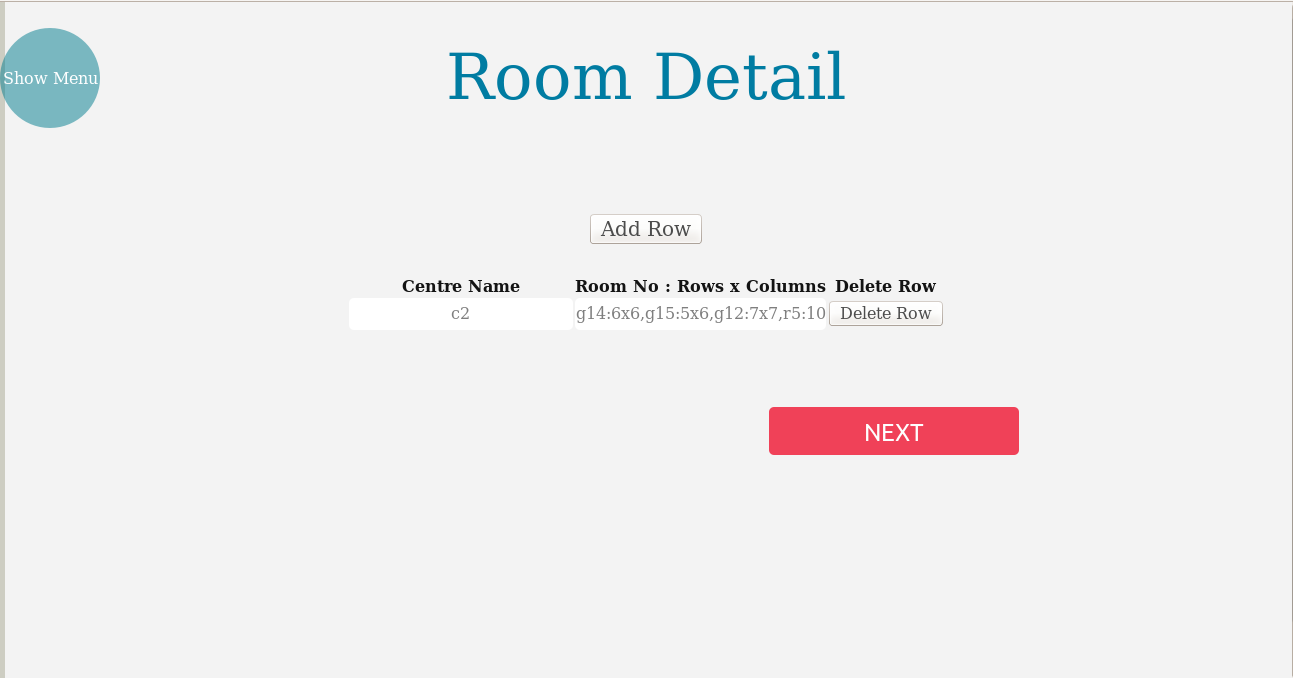 Show Menu
Room Detail
Add Row
Centre Name Room No : Rows x Columns Delete Row
c2 g14:6x6,g15:5x6,g12:7x7,r5:10 Delete Row
NEXT